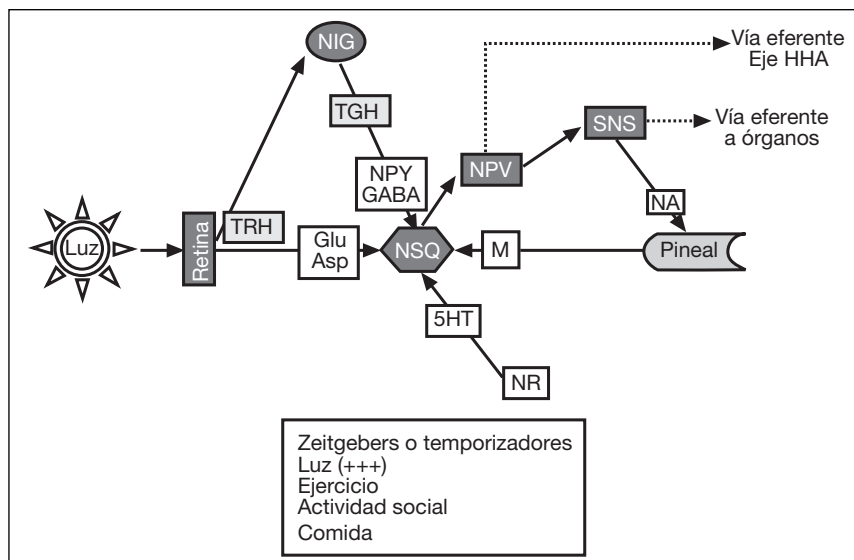 NIG
Vía eferente
Eje HHA
TGH
SNS
Vía eferente
a órganos
NPY
GABA
NPV
NA
Luz
Retina
TRH
Glu
Asp
NSQ
M
Pineal
5HT
NR
Zeitgebers o temporizadores
Luz (+++)
Ejercicio
Actividad social
Comida